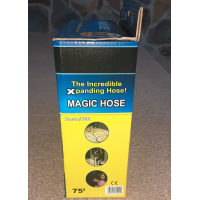 The Incredible
Xpanding Hose!
MAGIC HOSE
75'
CE